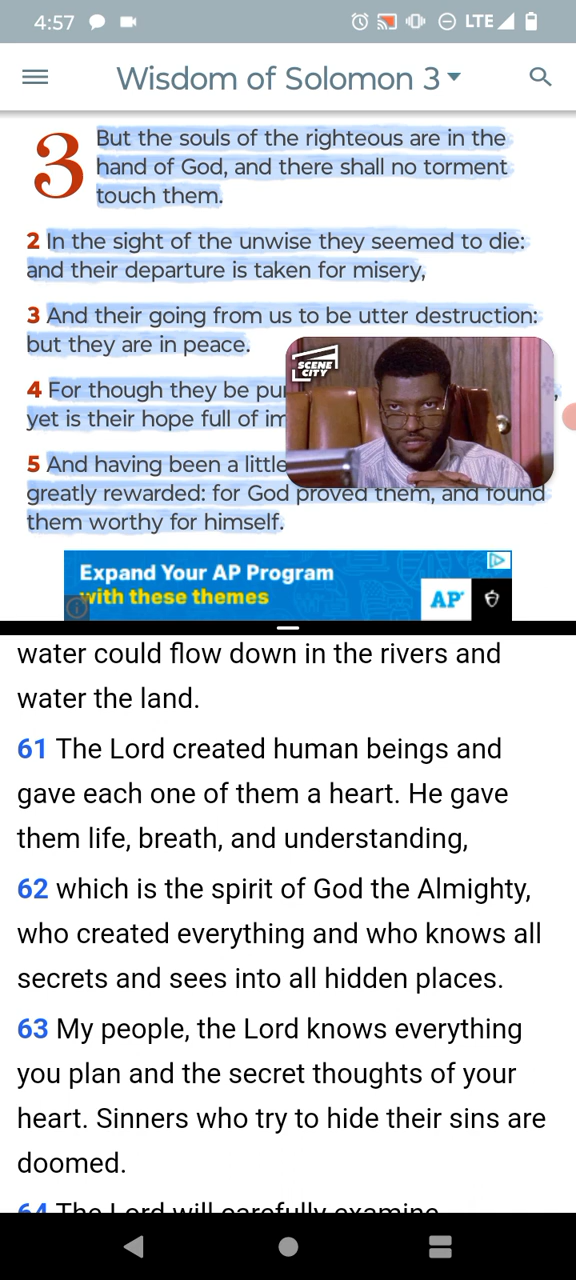 4:57
LTE
Wisdom of Solomon 3
3 But the souls of the righteous are in the
hand of God, and there shall no torment
touch them.
2 In the sight of the unwise they seemed to die:
and their departure is taken for misery,
3 And their going from us to be utter destruction:
but they are in peace.
SCENE
CITY
4 For though they be
yet is their hope full of
5 And having been a little
greatly rewarded: for God proved them, and found
them worthy for himself.
Expand Your AP Program
with these themes
AP
water could flow down in the rivers and
water the land.
61 The Lord created human beings and
gave each one of them a heart. He gave
them life, breath, and understanding,
62 which is the spirit of God the Almighty,
who created everything and who knows all
secrets and sees into all hidden places.
63 My people, the Lord knows everything
you plan and the secret thoughts of your
heart. Sinners who try to hide their sins are
doomed.
64 The Lord will carefully examine